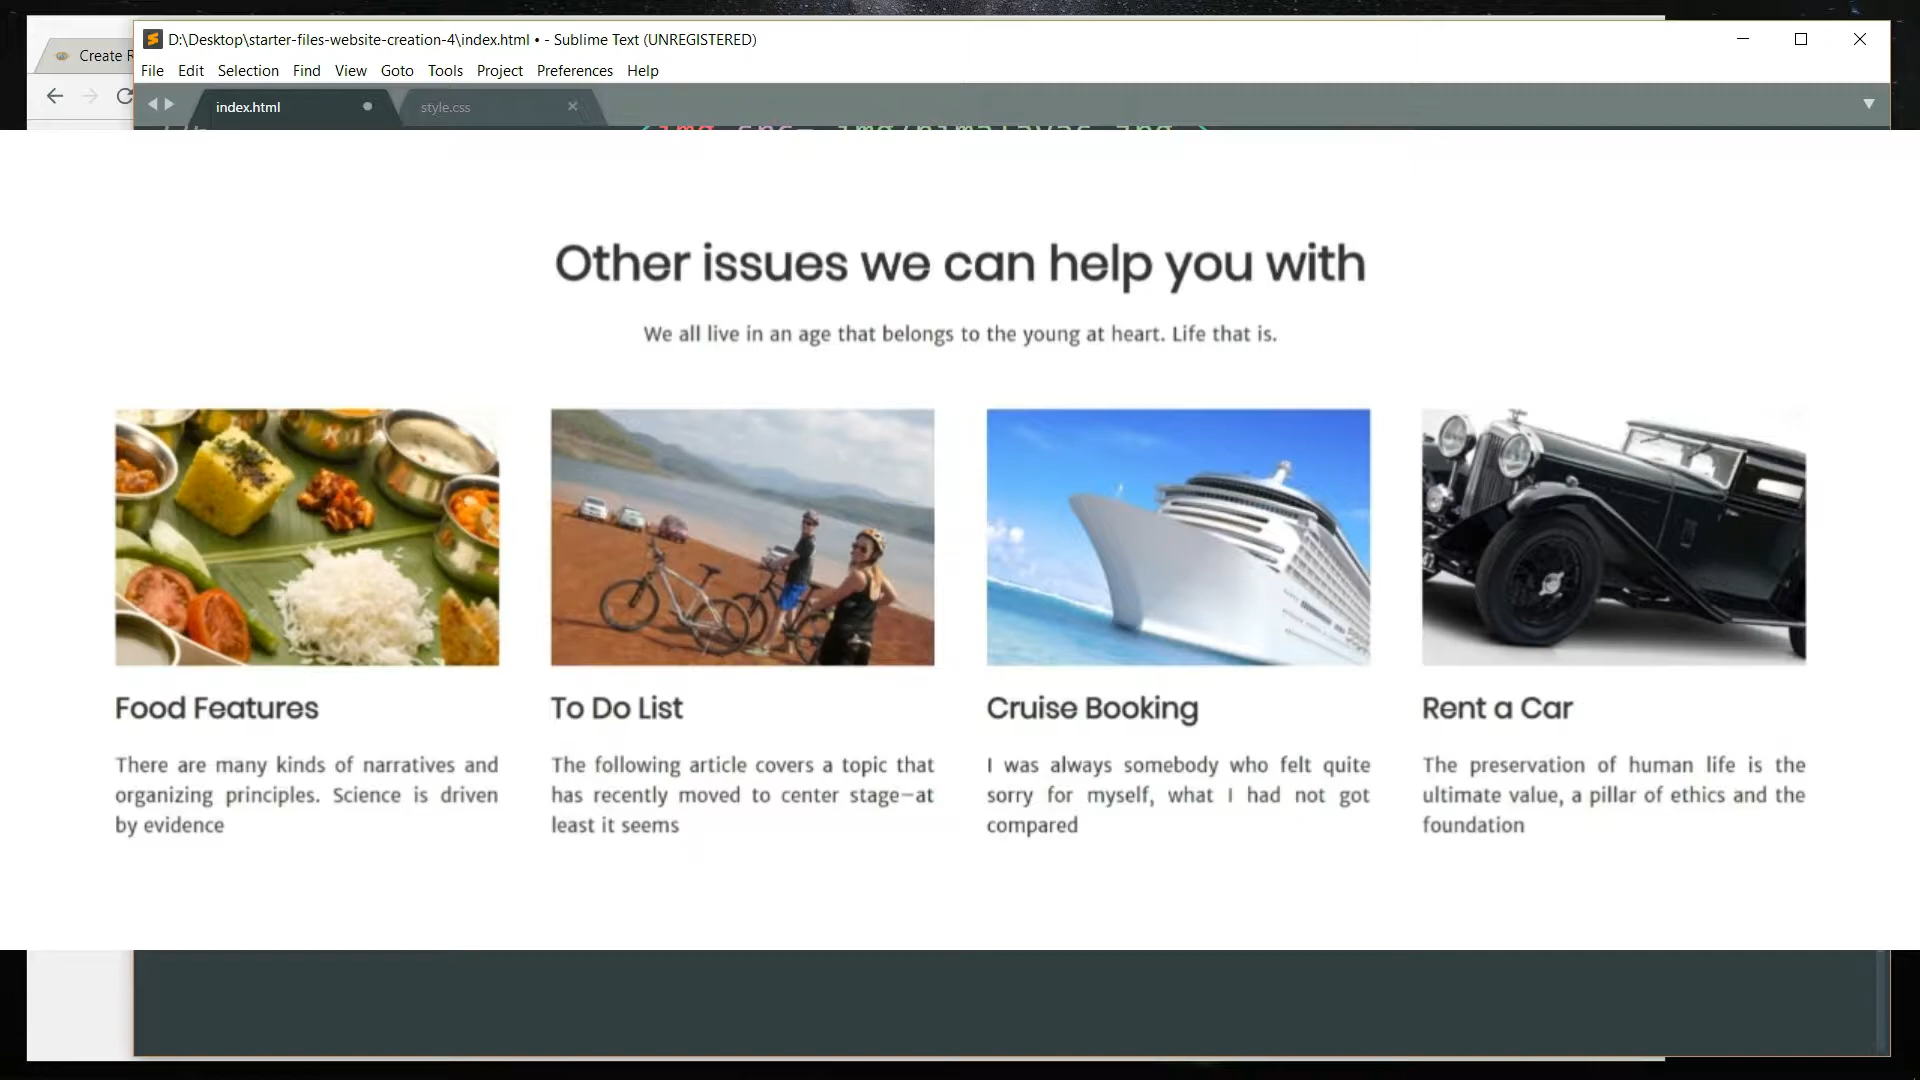 Create
D:\Desktop\starter-files-website-creation-4\index.html • - Sublime Text (UNREGISTERED)
File Edit Selection Find View Goto Tools Project Preferences Help
index.html style.css
Other issues we can help you with
We all live in an age that belongs to the young at heart. Life that is.
Food Features
There are many kinds of narratives and
organizing principles. Science is driven
by evidence
To Do List
The following article covers a topic that
has recently moved to center stage—at
least it seems
Cruise Booking
I was always somebody who felt quite
sorry for myself, what I had not got
compared
Rent a Car
The preservation of human life is the
ultimate value, a pillar of ethics and the
foundation